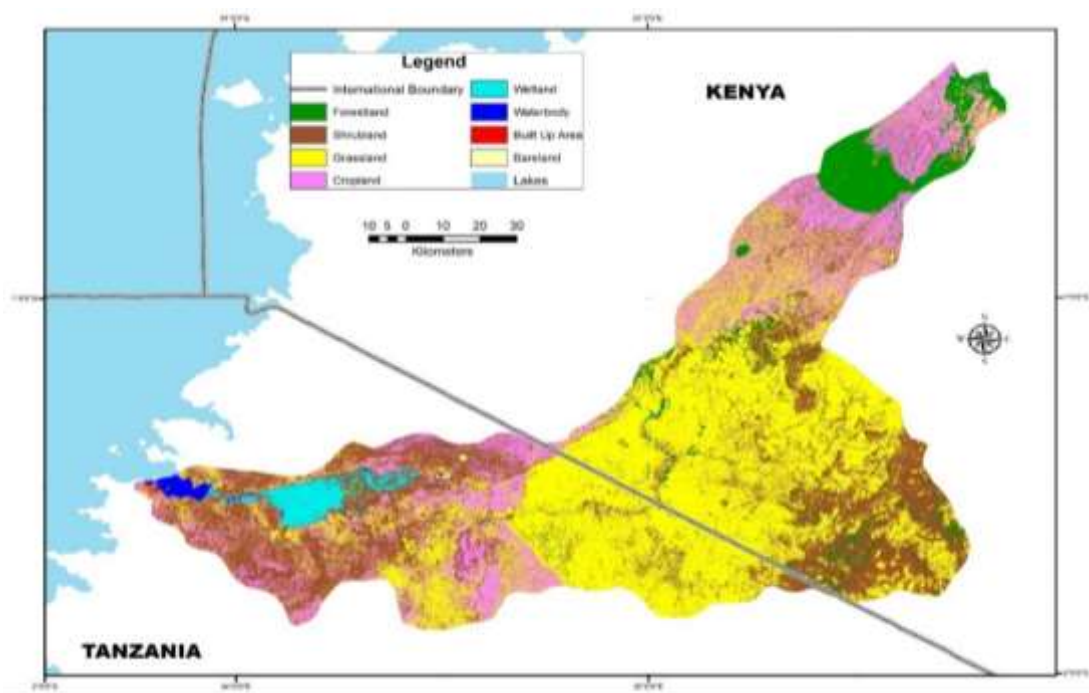 Legend
International Boundary
Wetland
Forestland
Waterbody
Shrubland
Built Up Area
Grassland
Bareland
Cropland
Lakes
KENYA
10 5 0 10 20 30
Kilometers
N
W
E
S
TANZANIA